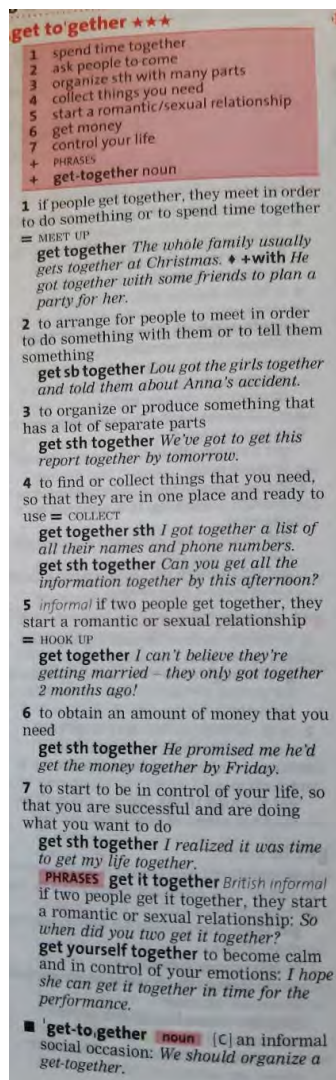 get to'gether ★★★
1 spend time together
2 ask people to come
3 organize sth with many parts
4 collect things you need
5 start a romantic/sexual relationship
6 get money
7 control your life
+ PHRASES
+ get-together noun
1 if people get together, they meet in order
to do something or to spend time together
= MEET UP
get together The whole family usually
gets together at Christmas. ♦ +with He
got together with some friends to plan a
party for her.
2 to arrange for people to meet in order
to do something with them or to tell them
something
get sb together Lou got the girls together
and told them about Anna's accident.
3 to organize or produce something that
has a lot of separate parts
get sth together We've got to get this
report together by tomorrow.
4 to find or collect things that you need,
so that they are in one place and ready to
use = COLLECT
get together sth I got together a list of
all their names and phone numbers.
get sth together Can you get all the
information together by this afternoon?
5 informal if two people get together, they
start a romantic or sexual relationship
= HOOK UP
get together I can't believe they're
getting married – they only got together
2 months ago!
6 to obtain an amount of money that you
need
get sth together He promised me he'd
get the money together by Friday.
7 to start to be in control of your life, so
that you are successful and are doing
what you want to do
get sth together I realized it was time
to get my life together.
PHRASES get it together British informal
if two people get it together, they start
a romantic or sexual relationship: So
when did you two get it together?
get yourself together to become calm
and in control of your emotions: I hope
she can get it together in time for the
performance.
■ 'get-to,gether noun [C] an informal
social occasion: We should organize a
get-together.